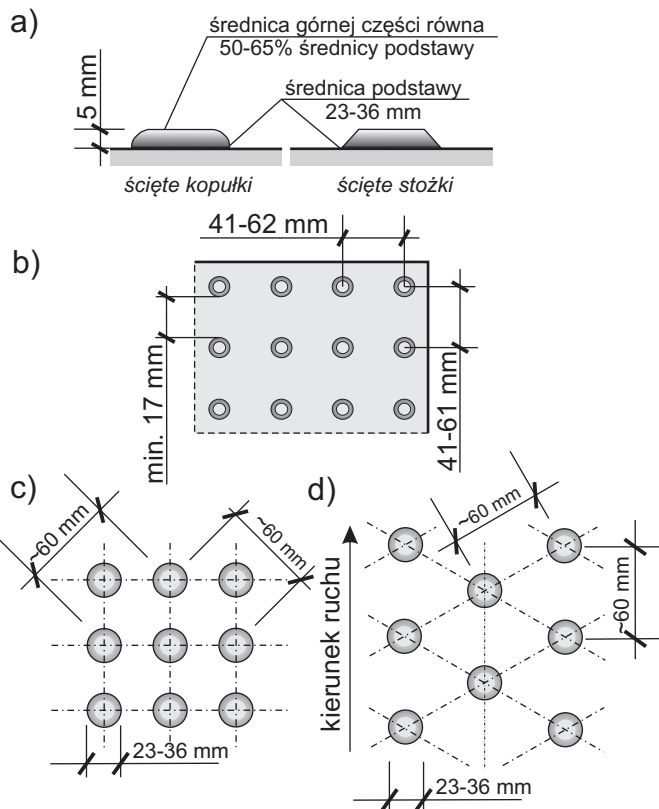 a)
średnica górnej części równa
50-65% średnicy podstawy
5 mm
średnica podstawy
23-36 mm
ścięte kopułki
ścięte stożki
41-62 mm
b)
min. 17 mm
41-61 mm
c)
~60 mm
~60 mm
23-36 mm
d)
~60 mm
kierunek ruchu
~60 mm
23-36 mm